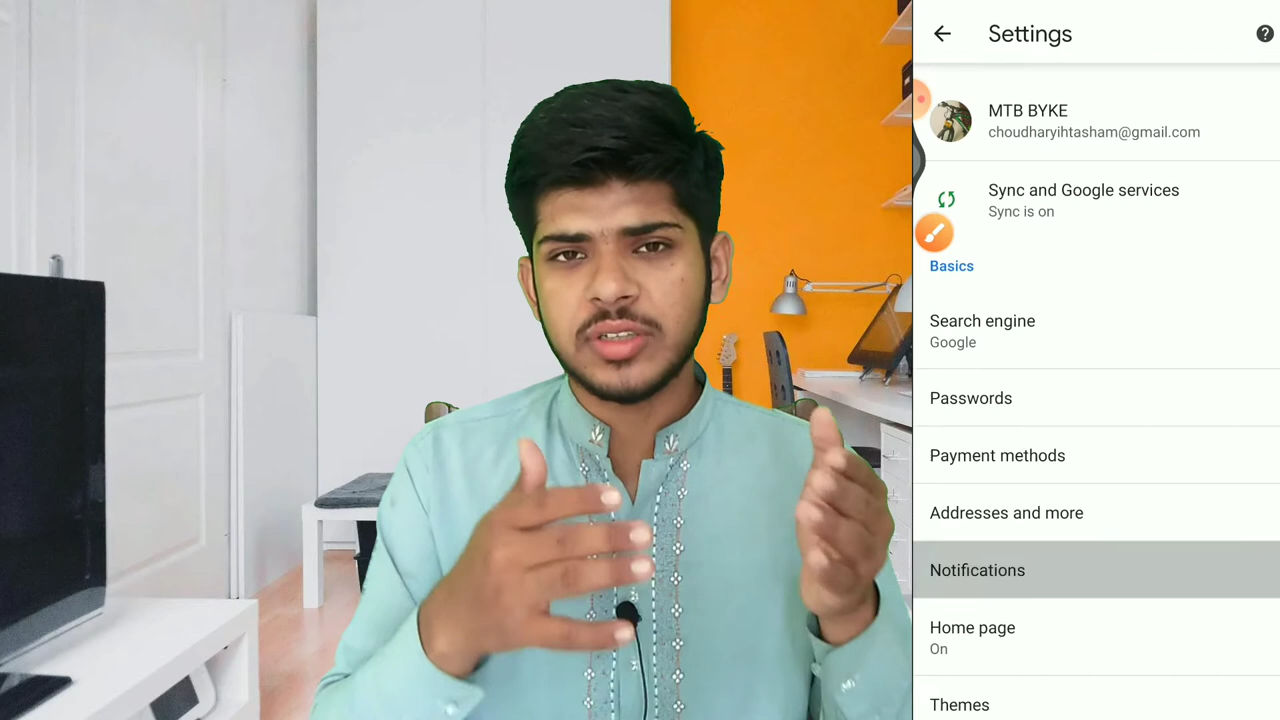 Settings
MTB BYKE
choudharyihtasham@gmail.com
Sync and Google services
Sync is on
Basics
Search engine
Google
Passwords
Payment methods
Addresses and more
Notifications
Home page
On
Themes